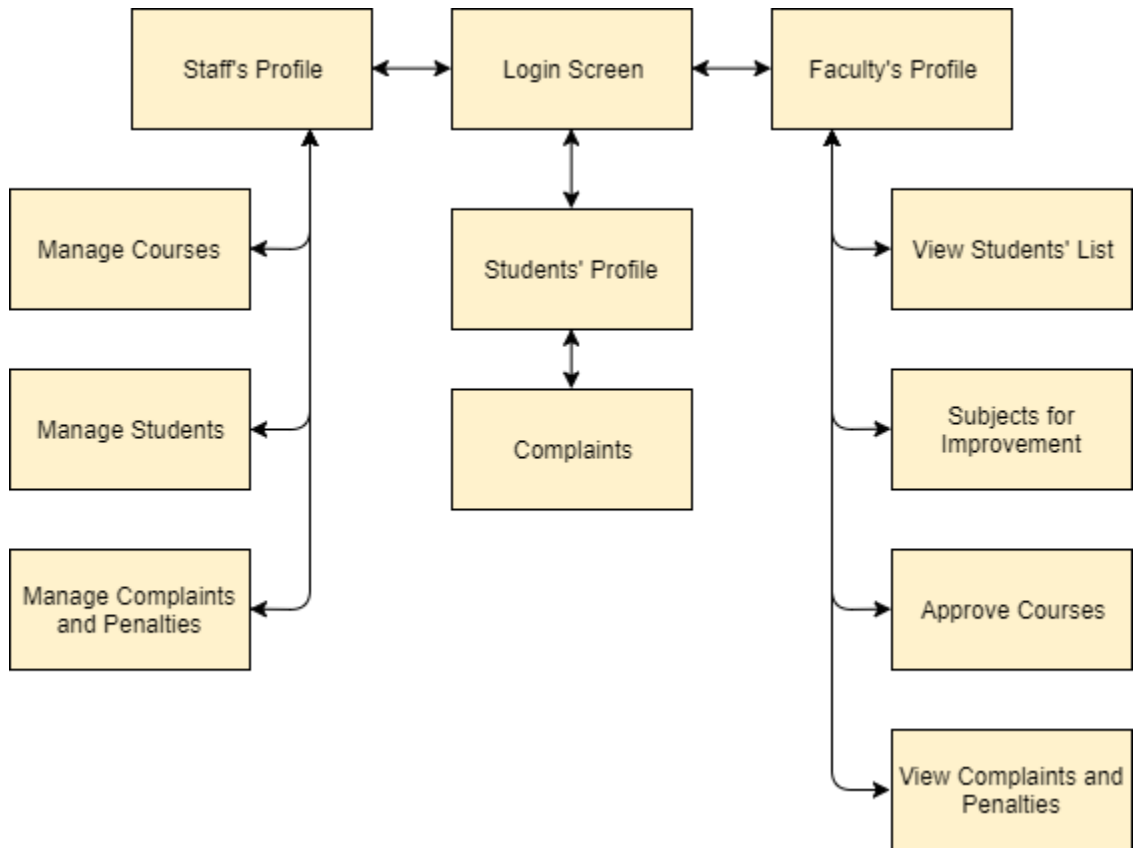 Staff's Profile
Login Screen
Faculty's Profile
Manage Courses
Students' Profile
View Students' List
Manage Students
Complaints
Subjects for
Improvement
Manage Complaints
and Penalties
Approve Courses
View Complaints and
Penalties